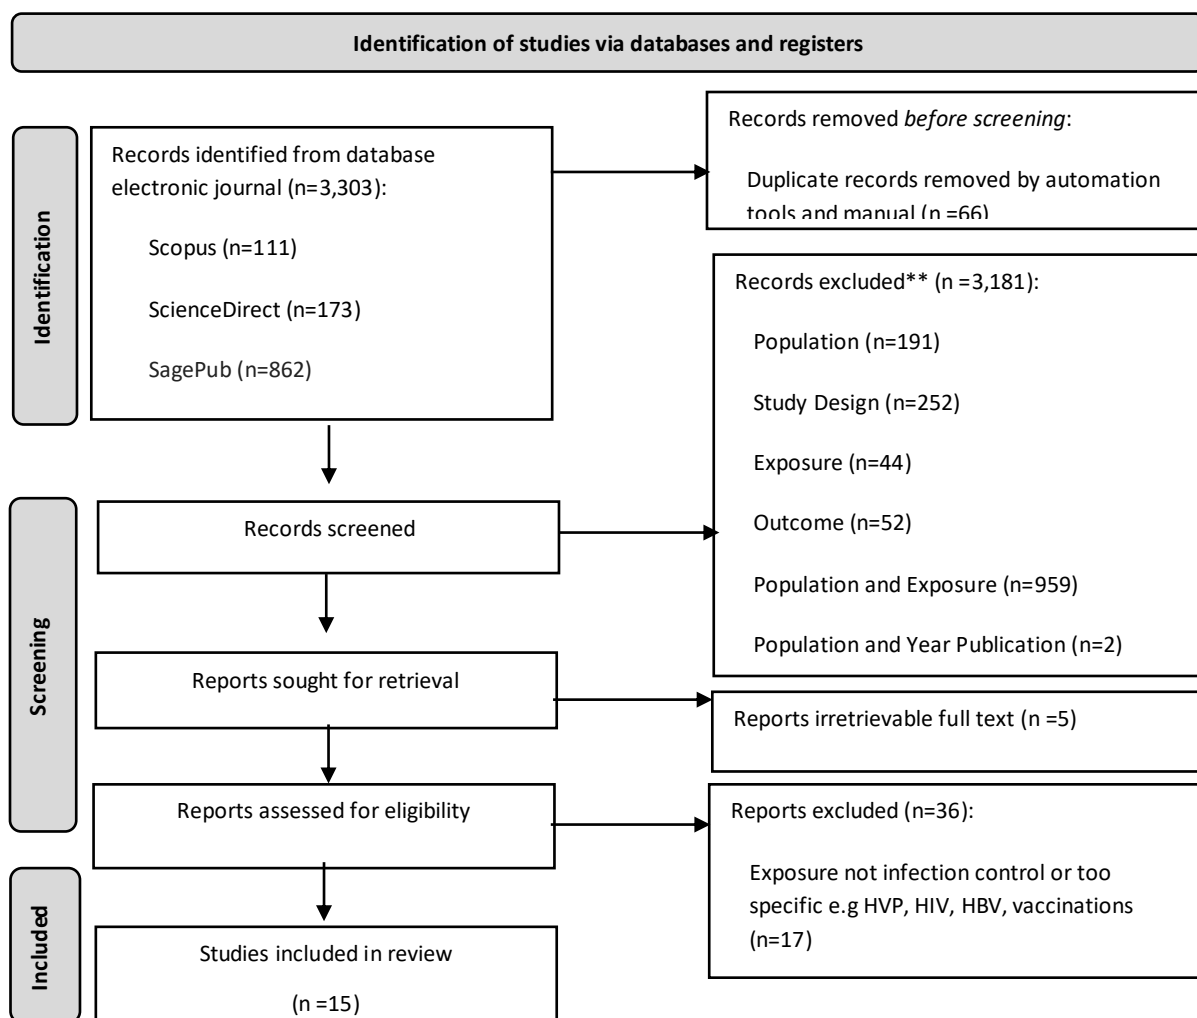 Identification of studies via databases and registers
Identification
Records identified from database
electronic journal (n=3,303):
Scopus (n=111)
ScienceDirect (n=173)
SagePub (n=862)
Records removed before screening:
Duplicate records removed by automation
tools and manual (n =66)
Screening
Records screened
Records excluded** (n =3,181):
Population (n=191)
Study Design (n=252)
Exposure (n=44)
Outcome (n=52)
Population and Exposure (n=959)
Population and Year Publication (n=2)
Reports sought for retrieval
Reports irretrievable full text (n =5)
Reports assessed for eligibility
Reports excluded (n=36):
Exposure not infection control or too
specific e.g HVP, HIV, HBV, vaccinations
(n=17)
Included
Studies included in review
(n =15)